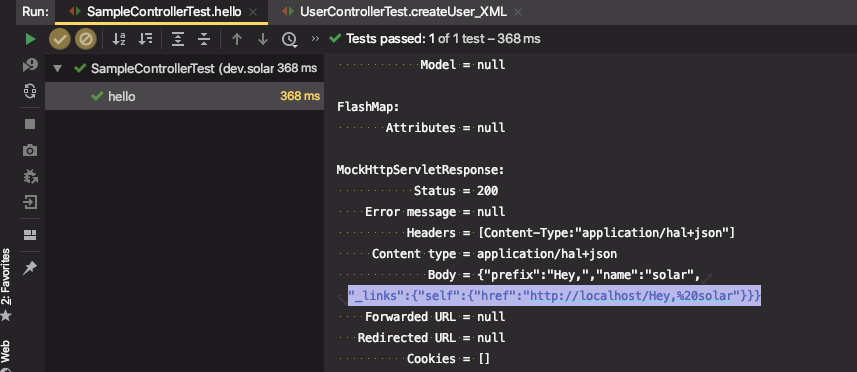 Run: SampleControllerTest.hello × UserControllerTest.createUser_XML ×
» Tests passed: 1 of 1 test – 368 ms
SampleControllerTest (dev.solar 368 ms
hello 368 ms
Model = null
FlashMap:
Attributes = null
MockHttpServletResponse:
Status = 200
Error message = null
Headers = [Content-Type:"application/hal+json"]
Content type = application/hal+json
Body = {"prefix":"Hey,","name":"solar",
"_links":{"self":{"href":"http://localhost/Hey,%20solar"}}}
Forwarded URL = null
Redirected URL = null
Cookies = []
2: Favorites
Web